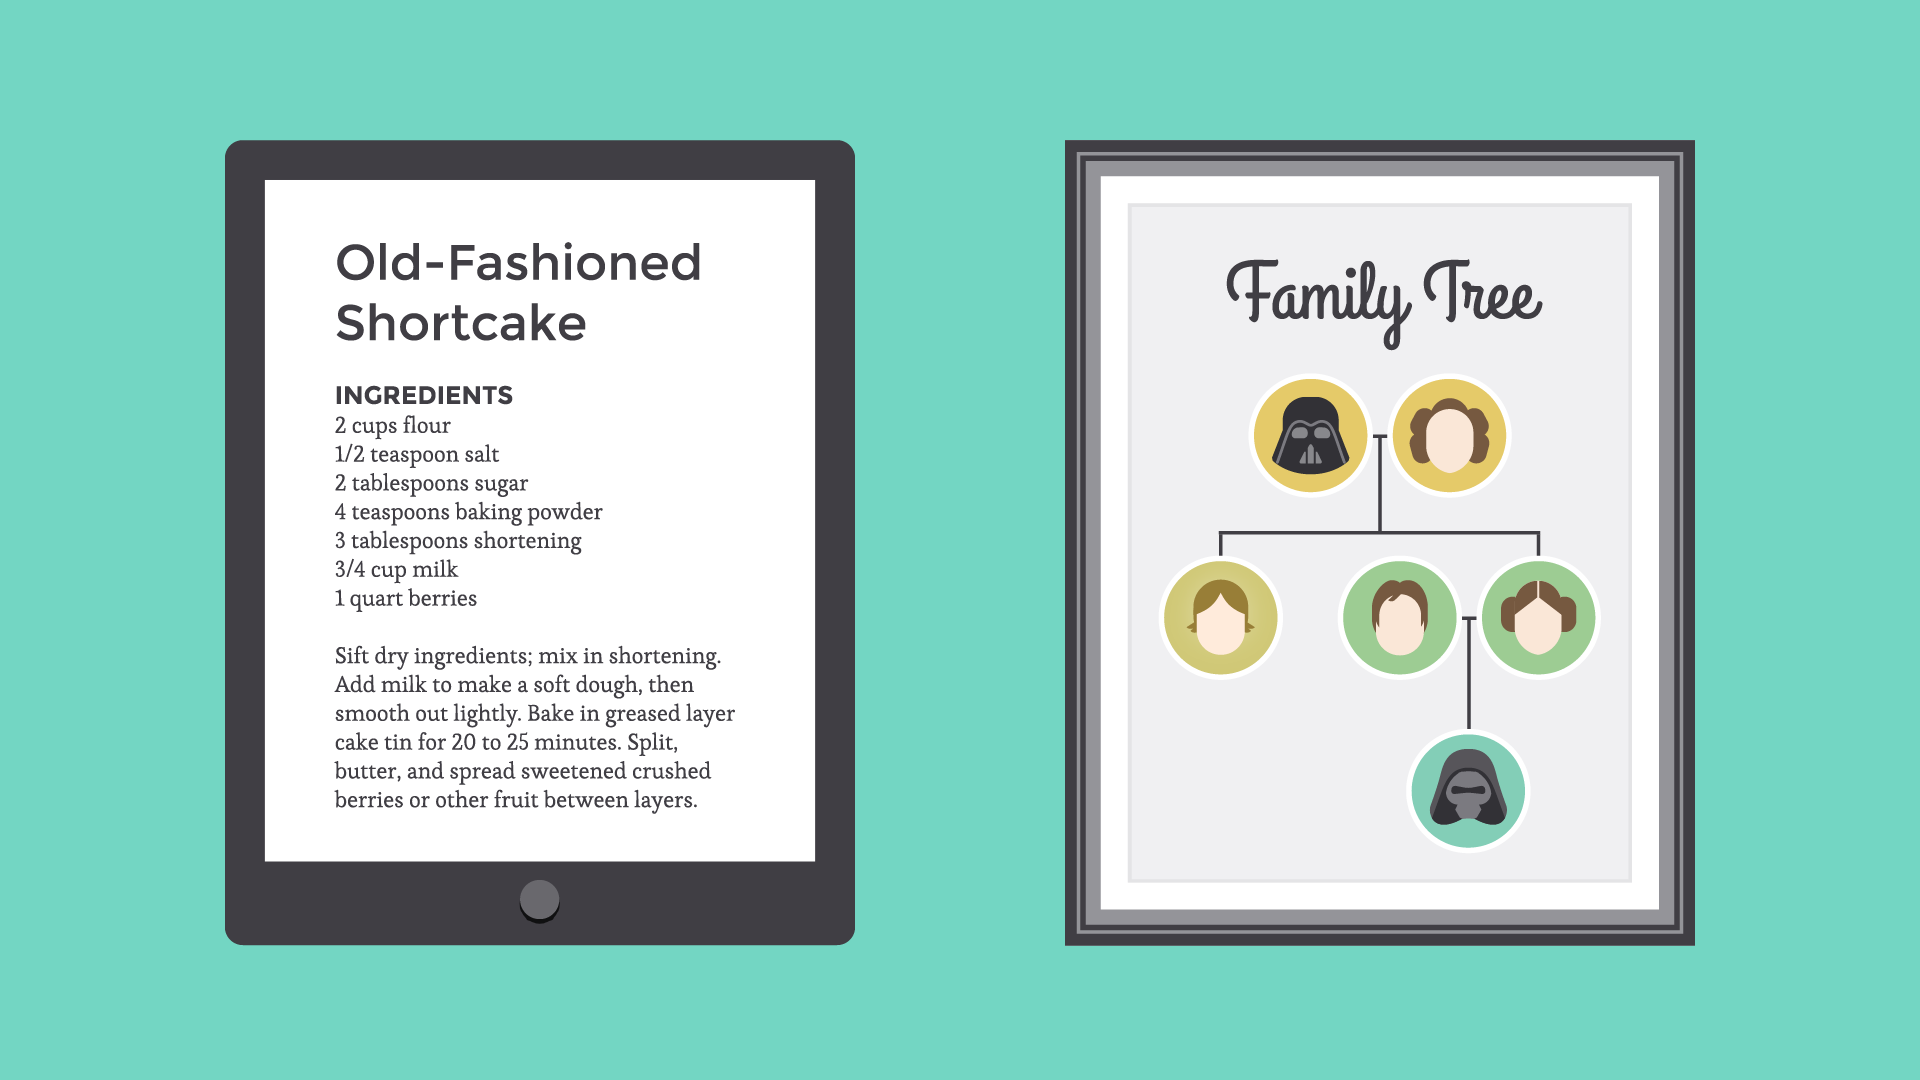 Old-Fashioned
Shortcake
INGREDIENTS
2 cups flour
1/2 teaspoon salt
2 tablespoons sugar
4 teaspoons baking powder
3 tablespoons shortening
3/4 cup milk
1 quart berries
Sift dry ingredients; mix in shortening.
Add milk to make a soft dough, then
smooth out lightly. Bake in greased layer
cake tin for 20 to 25 minutes. Split,
butter, and spread sweetened crushed
berries or other fruit between layers.
Family Tree